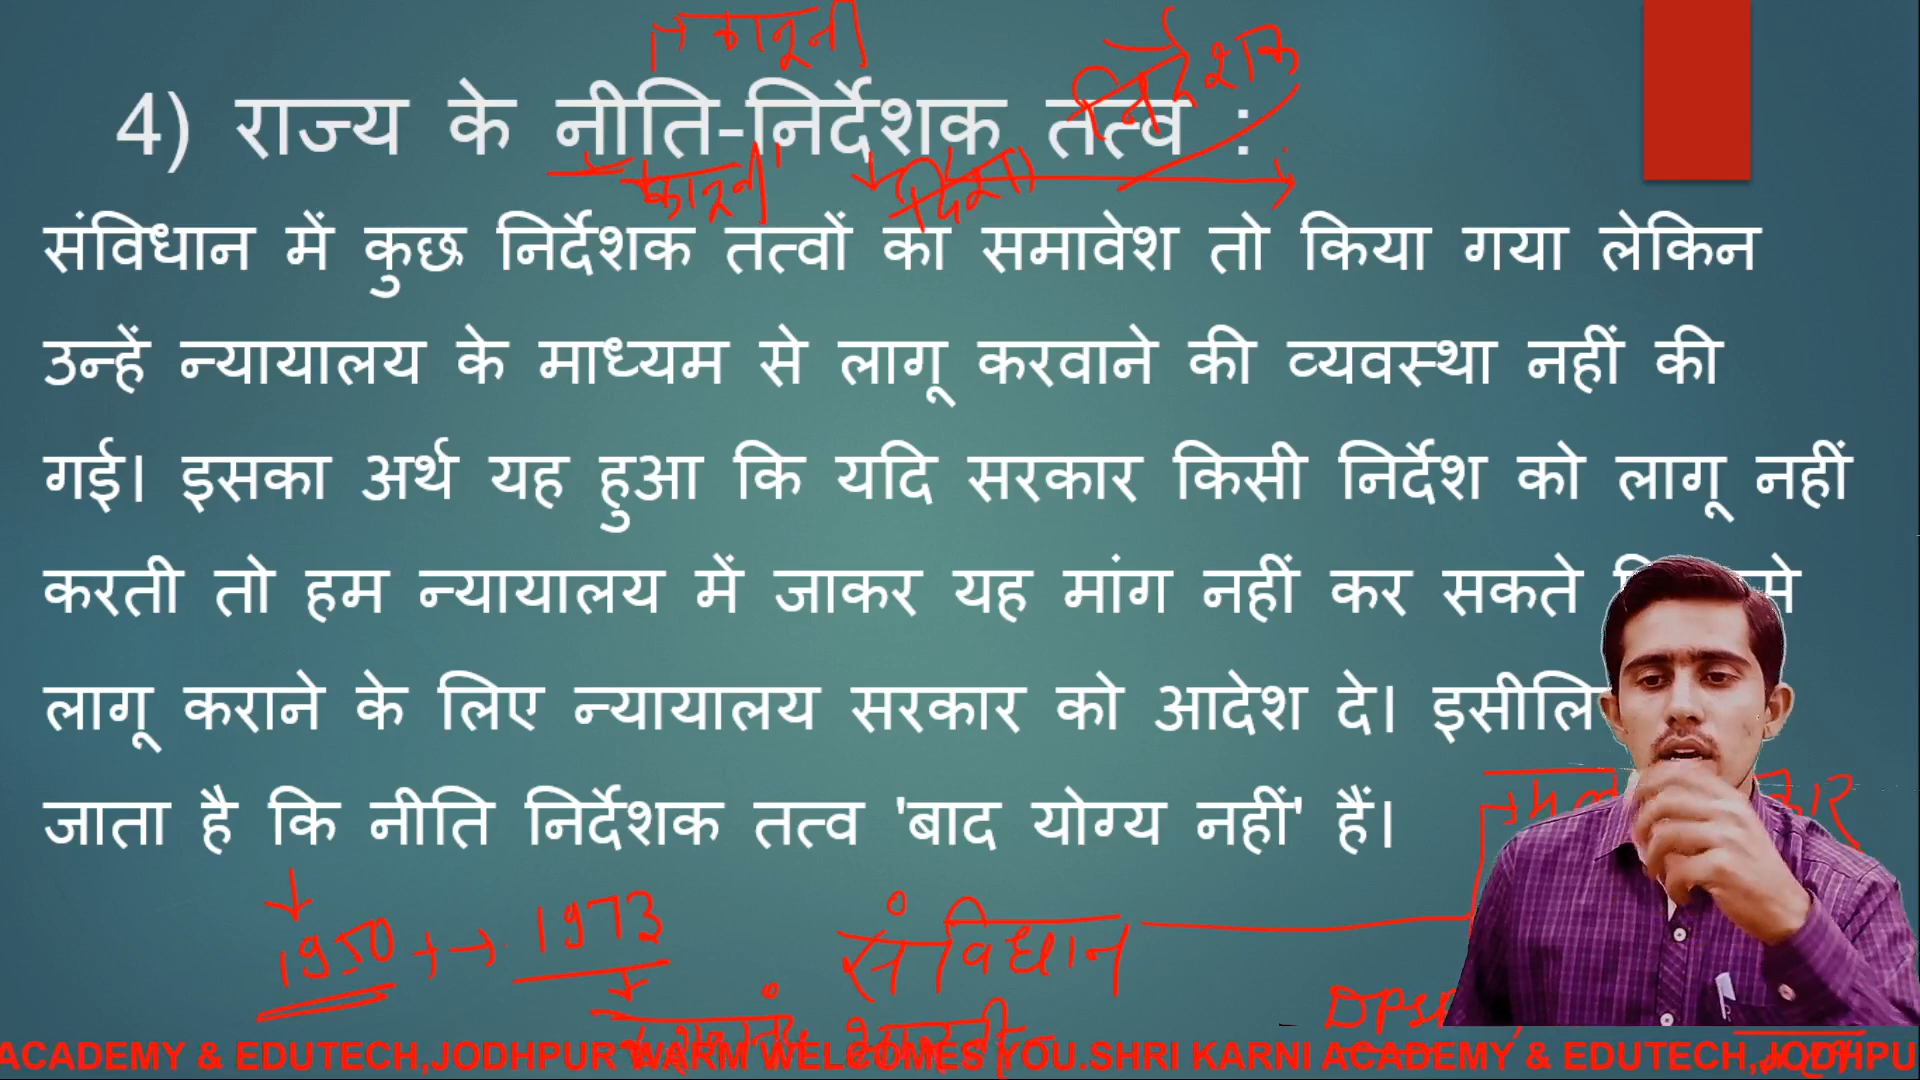 कानूनी
निर्देशक
4) राज्य के नीति-निर्देशक तत्व :
कानूनी
संविधान में कुछ निर्देशक तत्वों का समावेश तो किया गया लेकिन
उन्हें न्यायालय के माध्यम से लागू करवाने की व्यवस्था नहीं की
गई। इसका अर्थ यह हुआ कि यदि सरकार किसी निर्देश को लागू नहीं
करती तो हम न्यायालय में जाकर यह मांग नहीं कर सकते
लागू कराने के लिए न्यायालय सरकार को आदेश दे।
जाता है कि नीति निर्देशक तत्व 'बाद योग्य नहीं' हैं।
1950 → 1973
संविधान
DPSP
ACADEMY & EDUTECH,JODHPUR WARM WELCOMES YOU.SHRI KARNI ACADEMY & EDUTECH,JODHPU